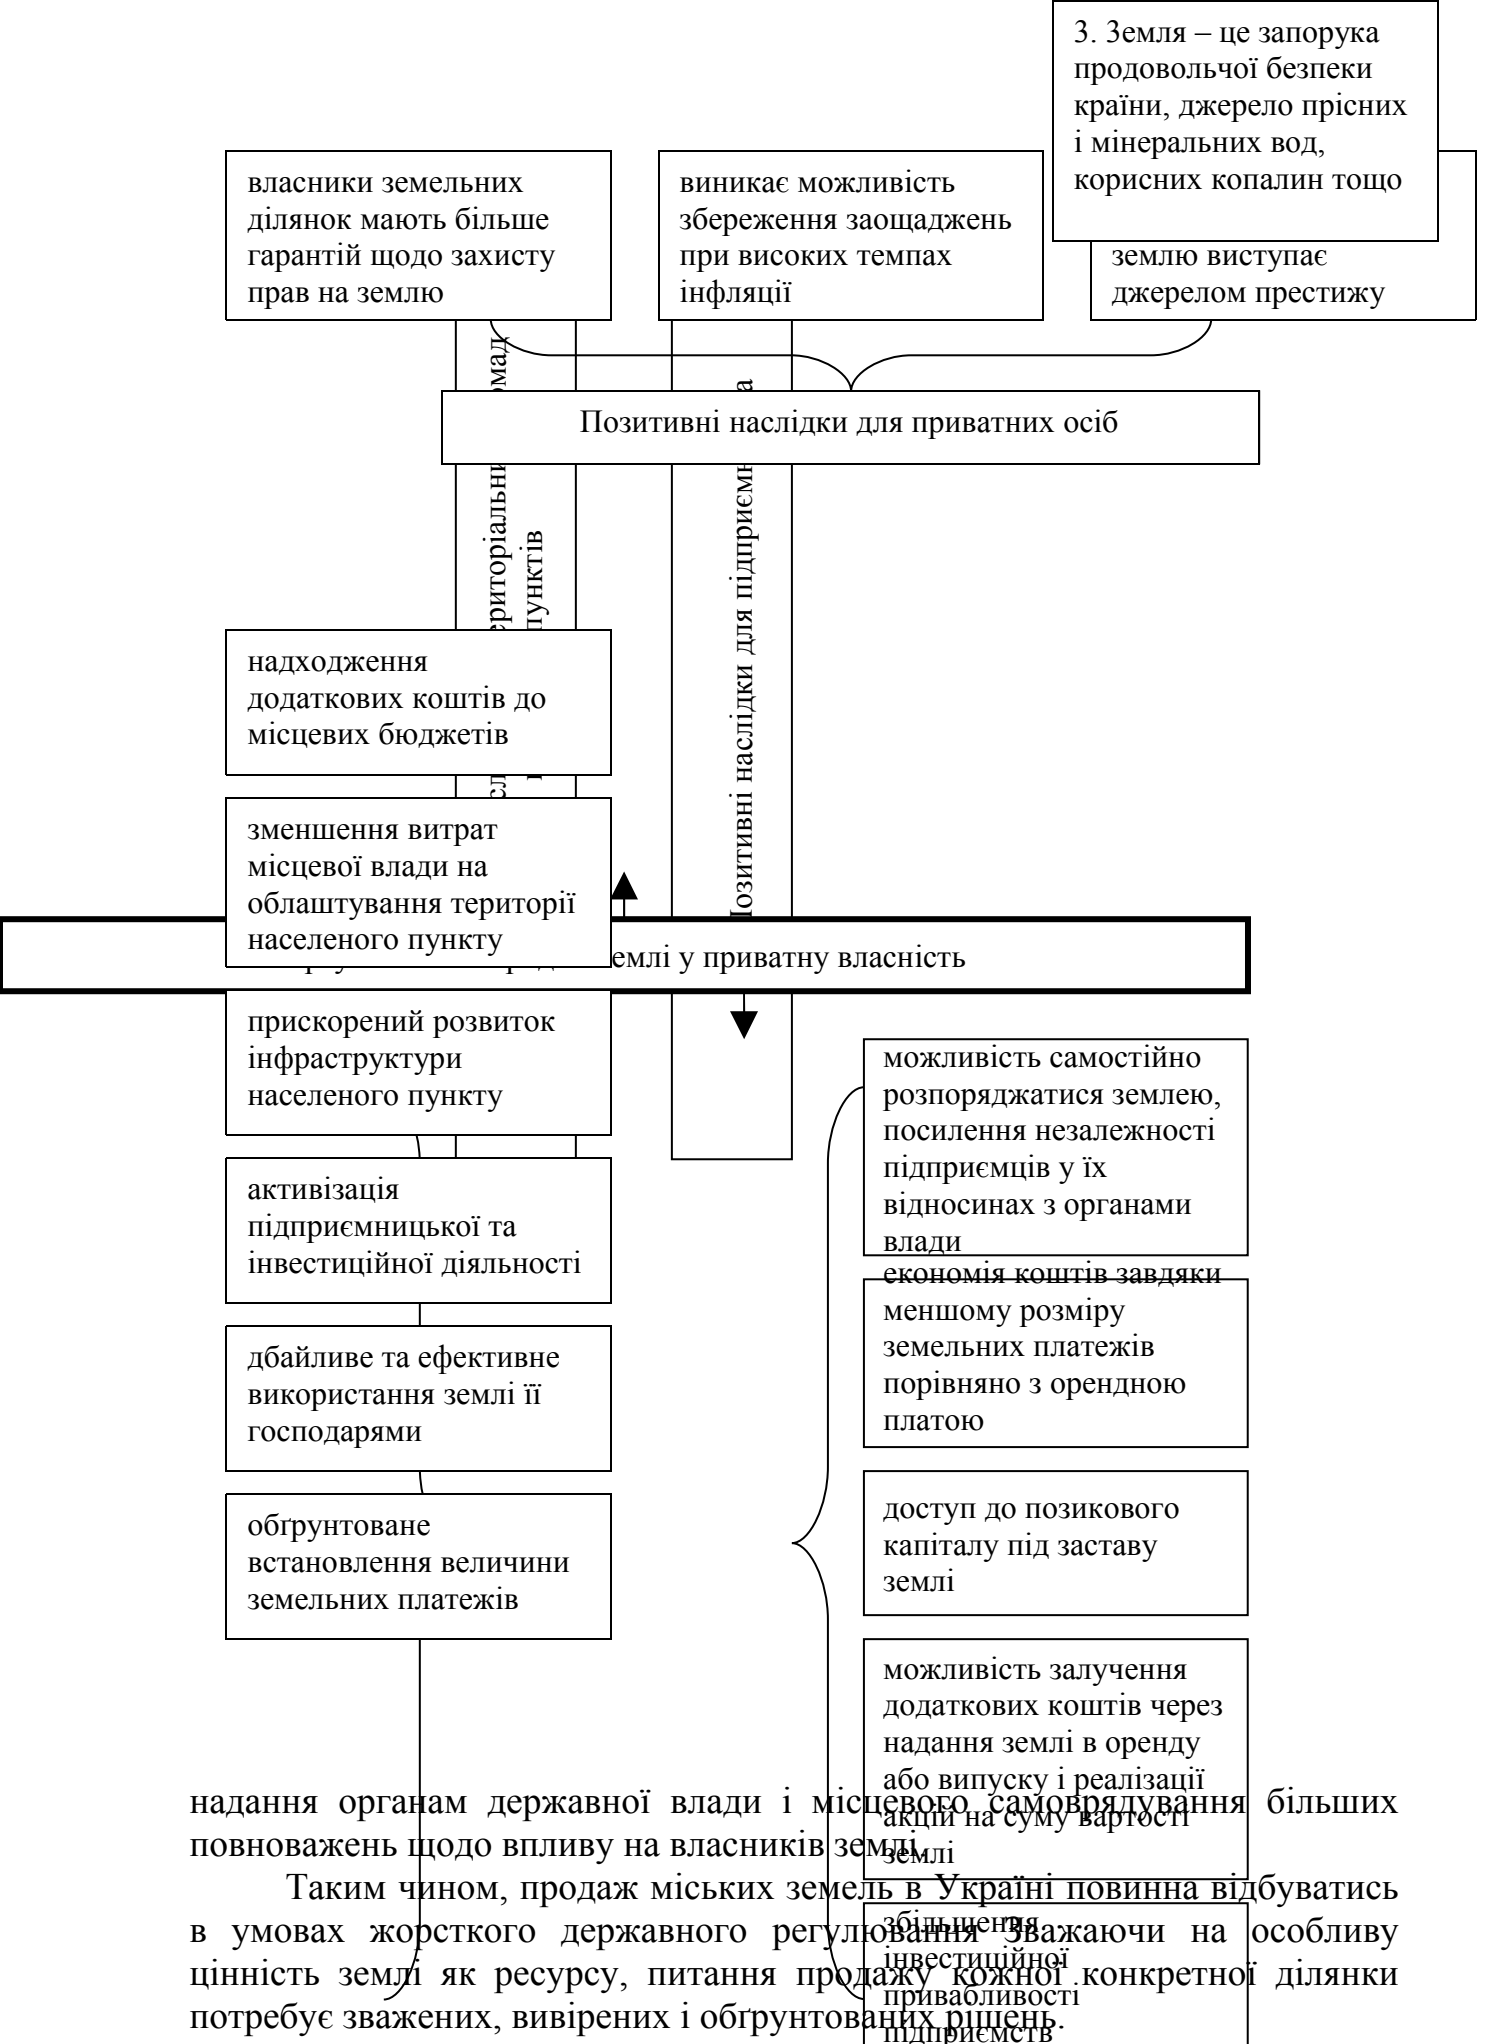 3. Земля – це запорука
продовольчої безпеки
країни, джерело прісних
і мінеральних вод,
корисних копалин тощо
власники земельних
ділянок мають більше
гарантій щодо захисту
прав на землю
виникає можливість
збереження заощаджень
при високих темпах
інфляції
землю виступає
джерелом престижу
Позитивні наслідки для приватних осіб
пунктів
наслідки для
надходження
додаткових коштів до
місцевих бюджетів
зменшення витрат
місцевої влади на
облаштування території
населеного пункту
у приватну власність
прискорений розвиток
інфраструктури
населеного пункту
активізація
підприємницької та
інвестиційної діяльності
дбайливе та ефективне
використання землі її
господарями
обґрунтоване
встановлення величини
земельних платежів
можливість самостійно
розпоряджатися землею,
посилення незалежності
підприємців у їх
відносинах з органами
влади
економія коштів завдяки
меншому розміру
земельних платежів
порівняно з орендною
платою
доступ до позикового
капіталу під заставу
землі
можливість залучення
додаткових коштів через
надання землі в оренду
або випуску і реалізації
акцій на суму вартості
землі
збільшення
інвестиційної
привабливості
підприємств
надання органам державної влади і місцевого самоврядування більших
повноважень щодо впливу на власників землі.
Таким чином, продаж міських земель в Україні повинна відбуватись
в умовах жорсткого державного регулювання Зважаючи на особливу
цінність землі як ресурсу, питання продажу кожної конкретної ділянки
потребує зважених, вивірених і обґрунтованих рішень.